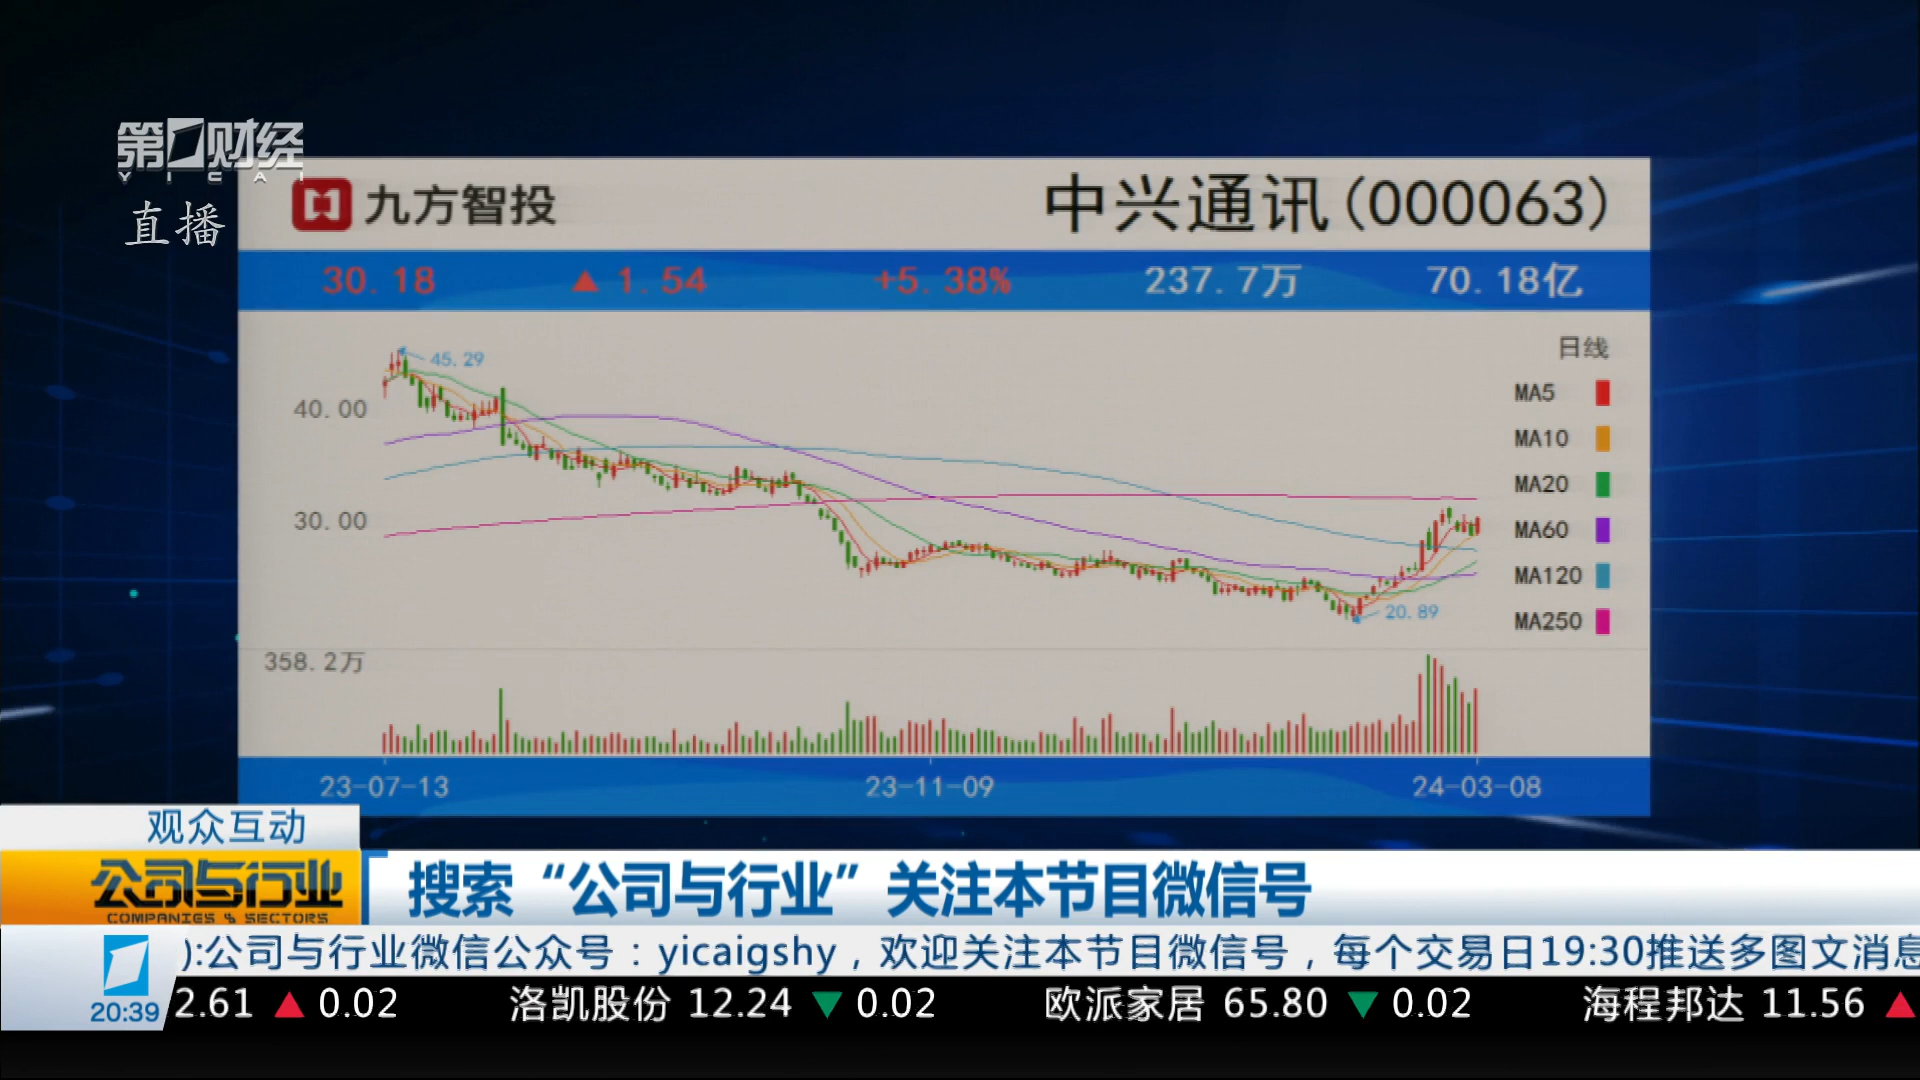 第一财经
YICAI
直播
九方智投
中兴通讯(000063)
30.18 ▲ 1.54 +5.38% 237.7万 70.18亿
日线
45.29
40.00
30.00
20.89
MA5
MA10
MA20
MA60
MA120
MA250
358.2万
23-07-13 23-11-09 24-03-08
观众互动
公司与行业
COMPANIES & SECTORS
搜索“公司与行业”关注本节目微信号
):公司与行业微信公众号：yicaigshy，欢迎关注本节目微信号，每个交易日19:30推送多图文消息
20:39
2.61 ▲ 0.02 洛凯股份 12.24 ▼ 0.02 欧派家居 65.80 ▼ 0.02 海程邦达 11.56 ▲